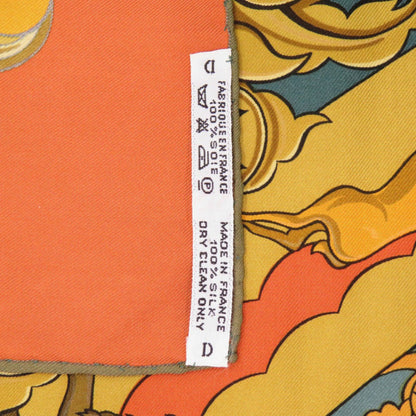 D
FABRIQUE EN FRANCE
100% SOIE
P
MADE IN FRANCE
100% SILK
DRY CLEAN ONLY
D